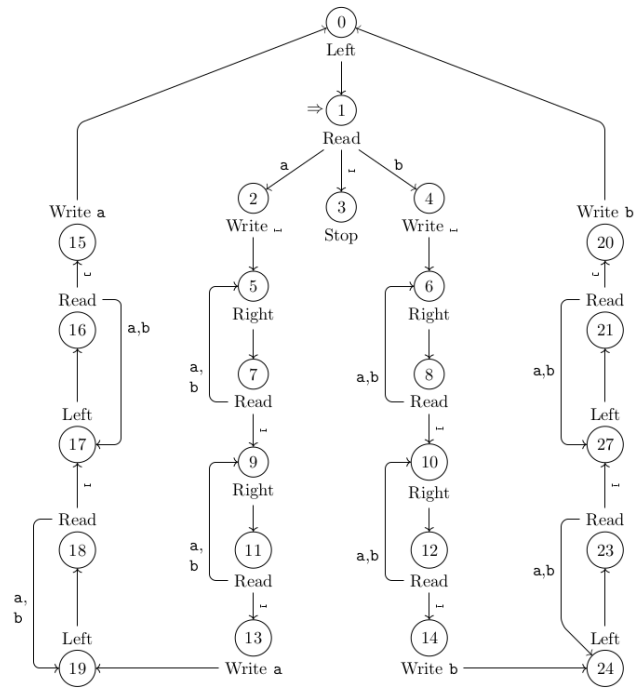 0
Left
⇒ 1
Read
a ␣ b
2 3 4
Write a Write ␣ Stop Write ␣ Write b
15 20
␣ ␣
5 6
Read Right Right Read
16 a,b 21
a, 7 a,b 8 a,b
b
Left Read Read Left
␣ ␣
17 9 10 27
␣ Right Right ␣
Read Read
18 a, 11 a,b 12 a,b 23
b
Read Read
a, ␣ ␣
b
Left 13 14 Left
19 Write a Write b 24